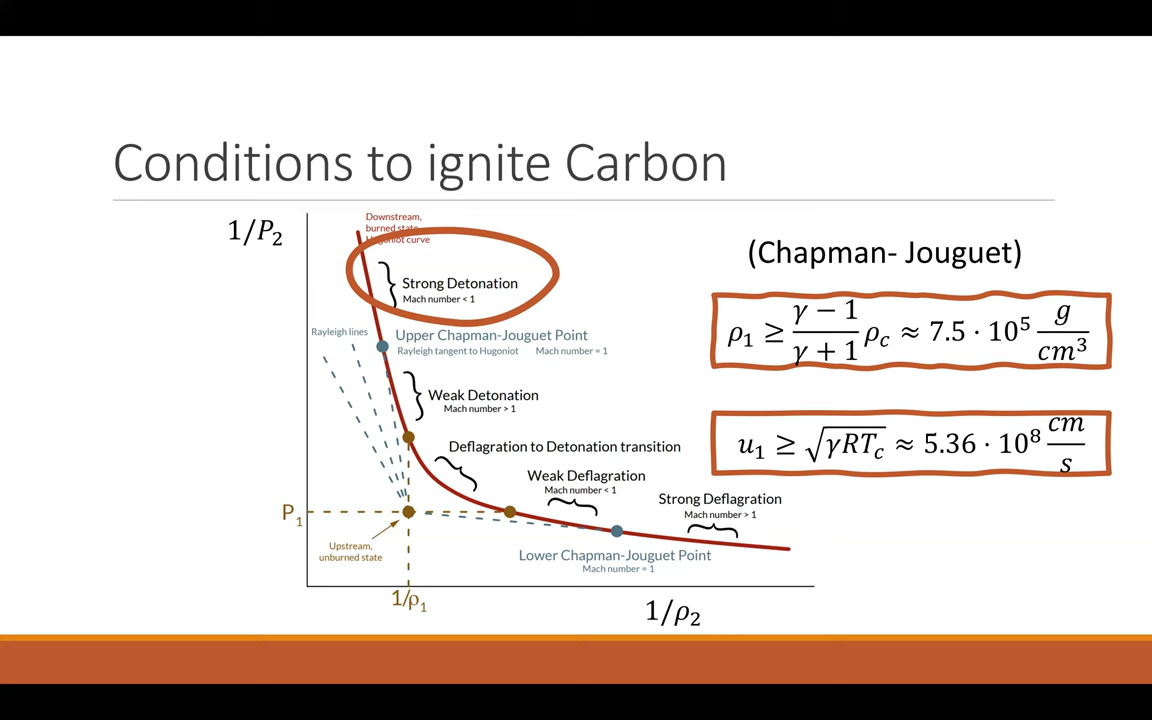 Conditions to ignite Carbon
1/P₂
Downstream,
burned state
Hugoniot curve
Strong Detonation
Mach number < 1
Rayleigh lines
Upper Chapman-Jouguet Point
Rayleigh tangent to Hugoniot Mach number = 1
Weak Detonation
Mach number > 1
Deflagration to Detonation transition
Weak Deflagration
Mach number < 1
Strong Deflagration
Mach number > 1
P₁
Upstream,
unburned state
Lower Chapman-Jouguet Point
Mach number = 1
1/ρ₁
1/ρ₂
(Chapman- Jouguet)
ρ₁ ≥ (γ − 1)/(γ + 1) ρ_c ≈ 7.5 · 10⁵ g/cm³
u₁ ≥ √(γRT_c) ≈ 5.36 · 10⁸ cm/s